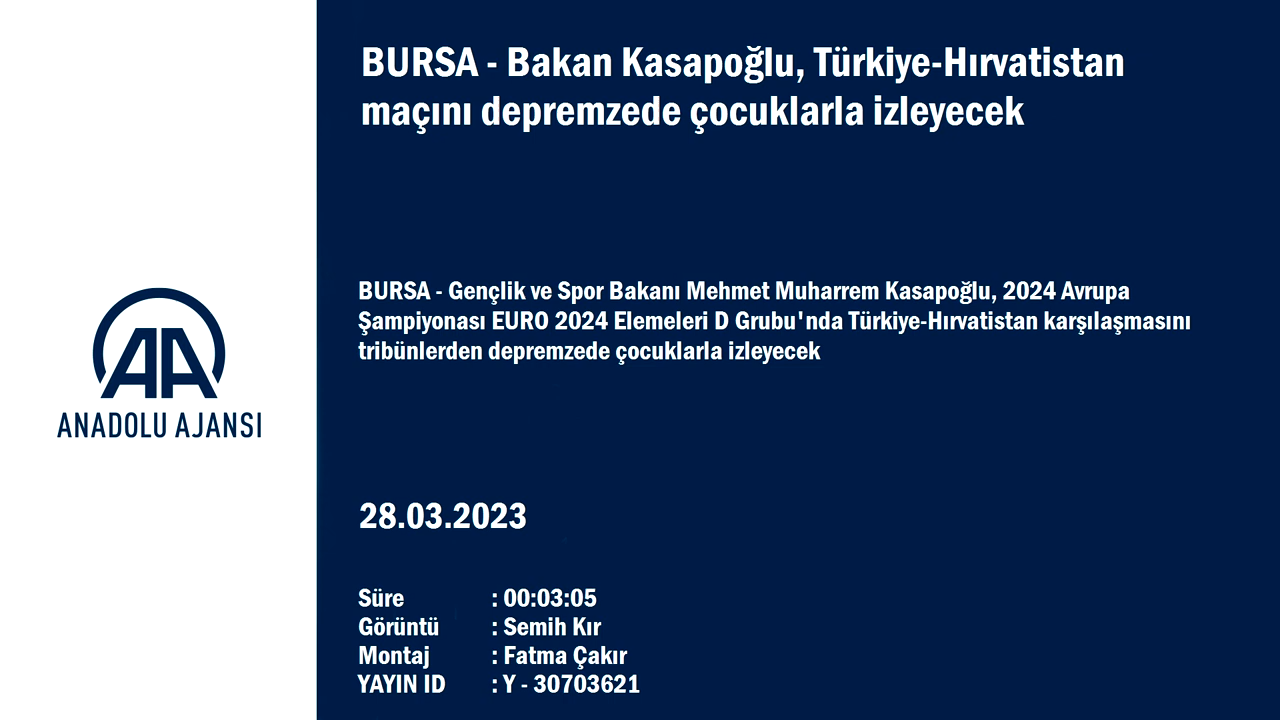 BURSA - Bakan Kasapoğlu, Türkiye-Hırvatistan
maçını depremzede çocuklarla izleyecek
BURSA - Gençlik ve Spor Bakanı Mehmet Muharrem Kasapoğlu, 2024 Avrupa
Şampiyonası EURO 2024 Elemeleri D Grubu'nda Türkiye-Hırvatistan karşılaşmasını
tribünlerden depremzede çocuklarla izleyecek
AA
ANADOLU AJANSI
28.03.2023
Süre : 00:03:05
Görüntü : Semih Kır
Montaj : Fatma Çakır
YAYIN ID : Y - 30703621